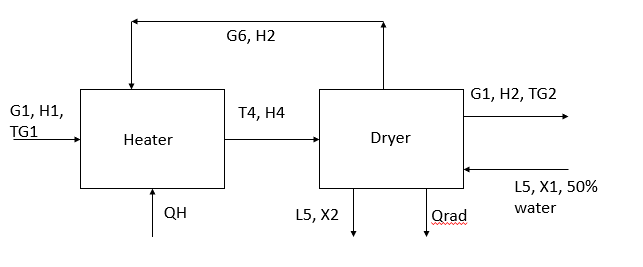 G6, H2
G1, H1,
TG1
Heater
T4, H4
Dryer
G1, H2, TG2
L5, X1, 50%
water
QH
L5, X2
Qrad